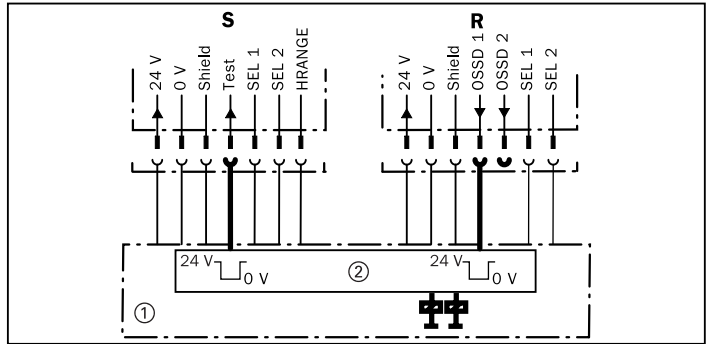 S
R
24 V
0 V
Shield
Test
SEL 1
SEL 2
HRANGE
24 V
0 V
Shield
OSSD 1
OSSD 2
SEL 1
SEL 2
24 V
0 V
②
24 V
0 V
①